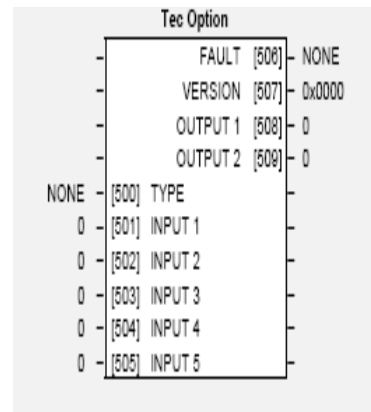 Tec Option
FAULT [506] NONE
VERSION [507] 0x0000
OUTPUT 1 [508] 0
OUTPUT 2 [509] 0
NONE [500] TYPE
0 [501] INPUT 1
0 [502] INPUT 2
0 [503] INPUT 3
0 [504] INPUT 4
0 [505] INPUT 5